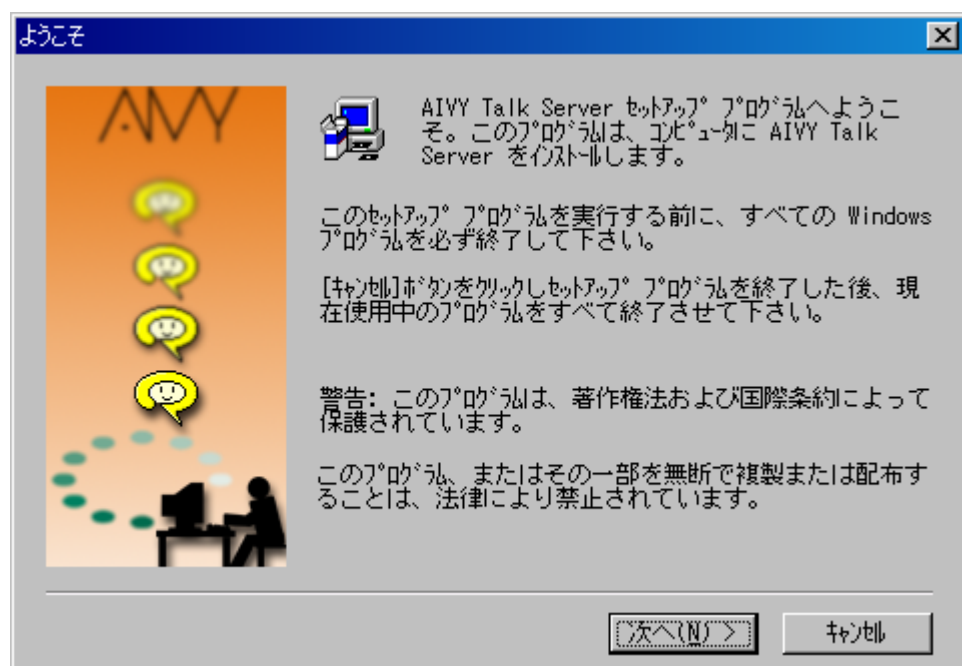 ようこそ
AIVY
AIVY Talk Server ｾｯﾄｱｯﾌﾟ ﾌﾟﾛｸﾞﾗﾑへようこ
そ。このﾌﾟﾛｸﾞﾗﾑは、ｺﾝﾋﾟｭｰﾀに AIVY Talk
Server をｲﾝｽﾄｰﾙします。
このｾｯﾄｱｯﾌﾟ ﾌﾟﾛｸﾞﾗﾑを実行する前に、すべての Windows
ﾌﾟﾛｸﾞﾗﾑを必ず終了して下さい。
[ｷｬﾝｾﾙ]ﾎﾞﾀﾝをｸﾘｯｸしｾｯﾄｱｯﾌﾟ ﾌﾟﾛｸﾞﾗﾑを終了した後、現
在使用中のﾌﾟﾛｸﾞﾗﾑをすべて終了させて下さい。
警告: このﾌﾟﾛｸﾞﾗﾑは、著作権法および国際条約によって
保護されています。
このﾌﾟﾛｸﾞﾗﾑ、またはその一部を無断で複製または配布す
ることは、法律により禁止されています。
次へ(N) >
ｷｬﾝｾﾙ